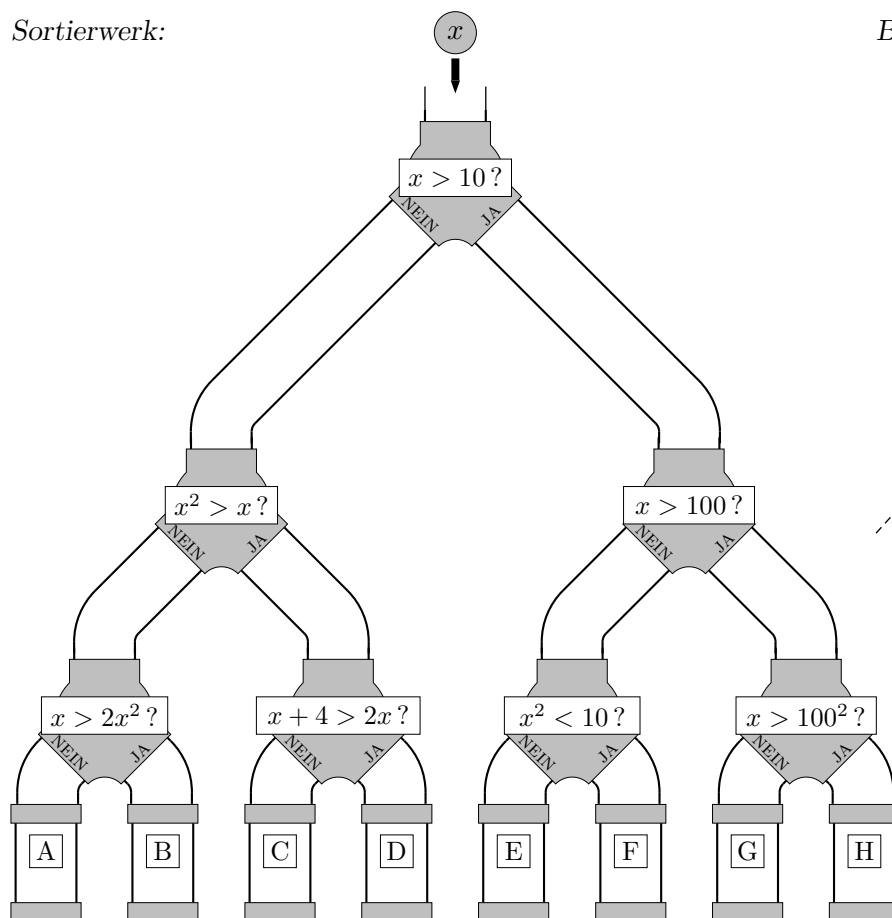 Sortierwerk:
x
x > 10 ?
NEIN JA
x² > x ?
x > 100 ?
NEIN JA
NEIN JA
x > 2x² ?
x + 4 > 2x ?
x² < 10 ?
x > 100² ?
NEIN JA
NEIN JA
NEIN JA
NEIN JA
A B C D E F G H